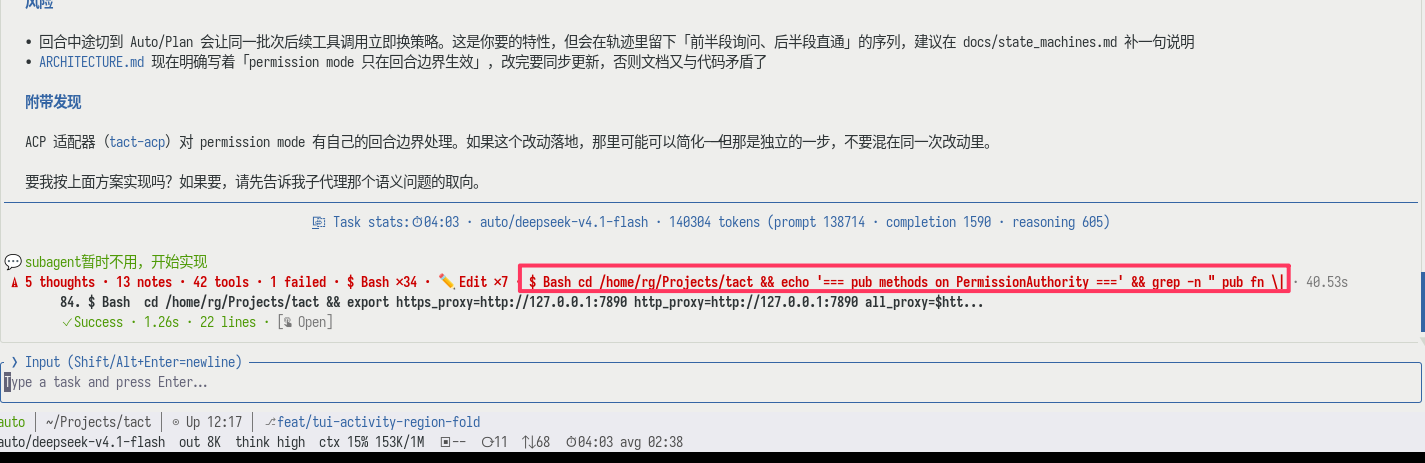 风险
• 回合中途切到 Auto/Plan 会让同一批次后续工具调用立即换策略。这是你要的特性，但会在轨迹里留下「前半段询问、后半段直通」的序列，建议在 docs/state_machines.md 补一句说明
• ARCHITECTURE.md 现在明确写着「permission mode 只在回合边界生效」，改完要同步更新，否则文档又与代码矛盾了
附带发现
ACP 适配器（tact-acp）对 permission mode 有自己的回合边界处理。如果这个改动落地，那里可能可以简化——但那是独立的一步，不要混在同一次改动里。
要我按上面方案实现吗？如果要，请先告诉我子代理那个语义问题的取向。
Task stats: 04:03 · auto/deepseek-v4.1-flash · 140304 tokens (prompt 138714 · completion 1590 · reasoning 605)
subagent暂时不用，开始实现
5 thoughts · 13 notes · 42 tools · 1 failed · $ Bash ×34 · Edit ×7 · $ Bash cd /home/rg/Projects/tact && echo '=== pub methods on PermissionAuthority ===' && grep -n " pub fn \| · 40.53s
84. $ Bash cd /home/rg/Projects/tact && export https_proxy=http://127.0.0.1:7890 http_proxy=http://127.0.0.1:7890 all_proxy=$htt...
✓Success · 1.26s · 22 lines · [Open]
❯ Input (Shift/Alt+Enter=newline)
Type a task and press Enter...
auto │ ~/Projects/tact │ ⊙ Up 12:17 │ feat/tui-activity-region-fold
auto/deepseek-v4.1-flash out 8K think high ctx 15% 153K/1M -- 11 ↑↓68 04:03 avg 02:38